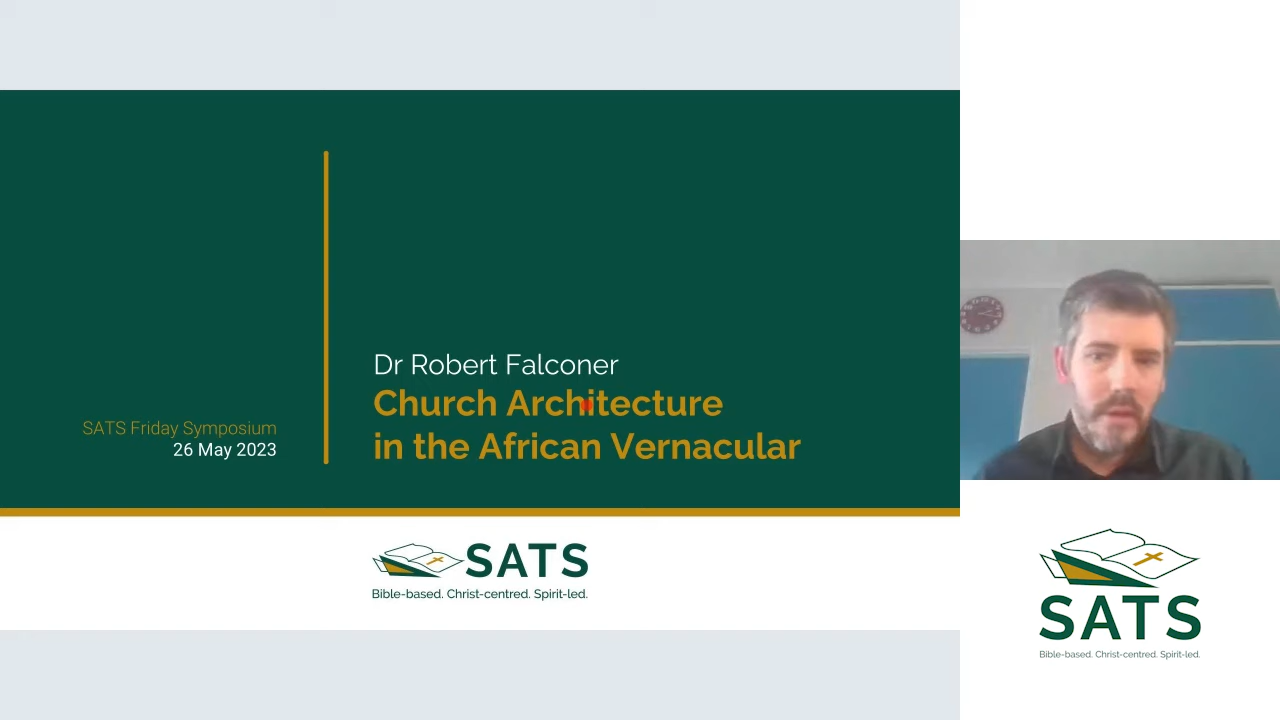 SATS Friday Symposium
26 May 2023
Dr Robert Falconer
Church Architecture
in the African Vernacular
SATS
Bible-based. Christ-centred. Spirit-led.
SATS
Bible-based. Christ-centred. Spirit-led.